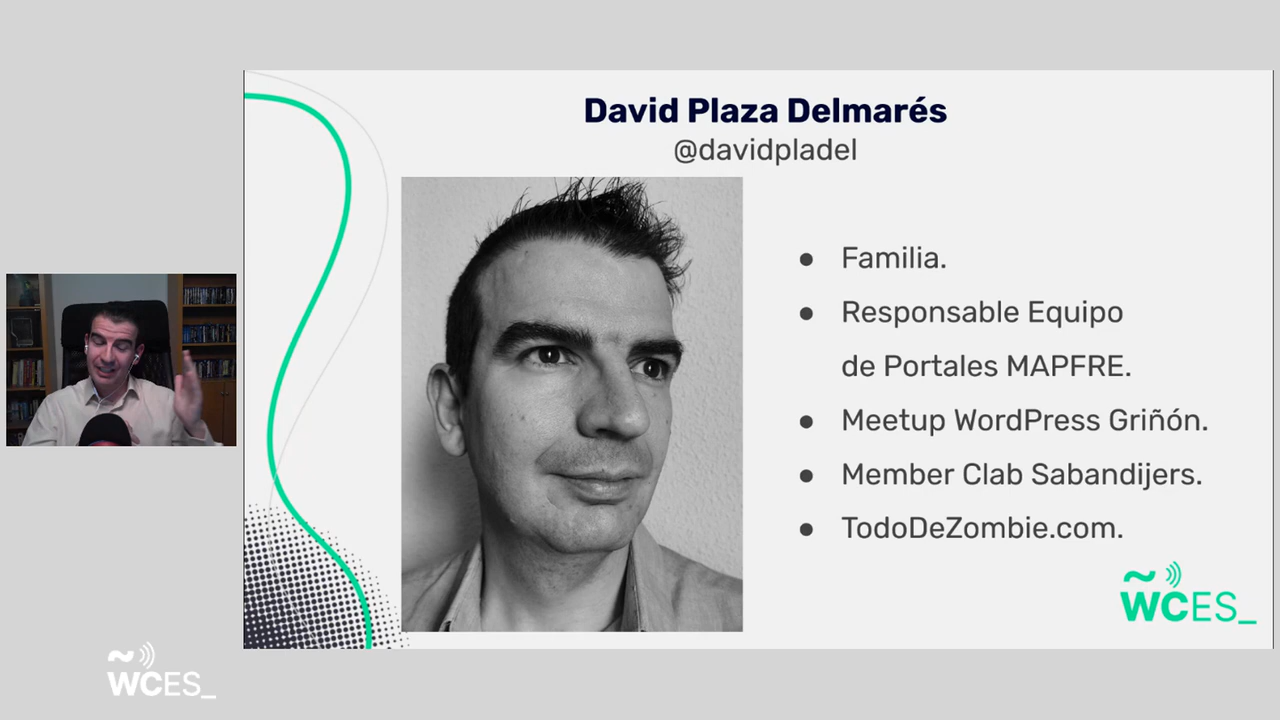 David Plaza Delmarés
@davidpladel
● Familia.
● Responsable Equipo
de Portales MAPFRE.
● Meetup WordPress Griñón.
● Member Clab Sabandijers.
● TodoDeZombie.com.
~
WCES_
~
WCES_